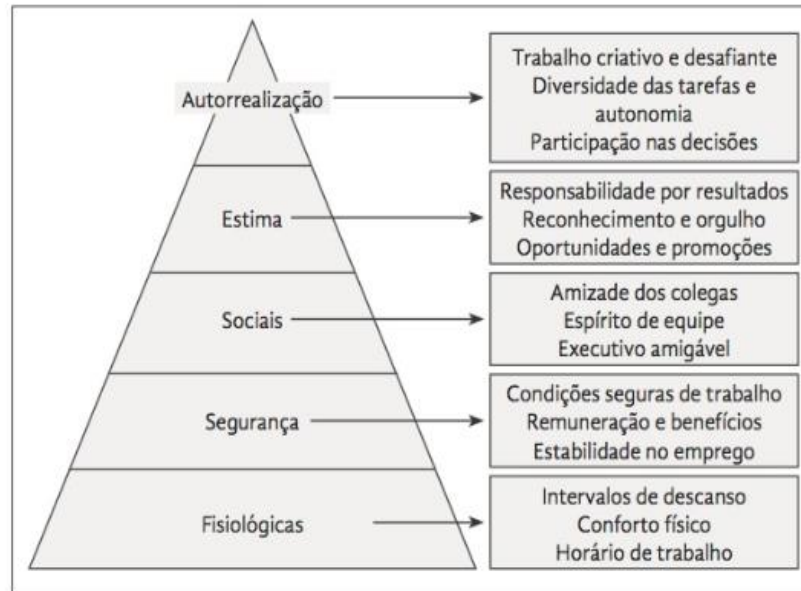 Autorrealização
Trabalho criativo e desafiante
Diversidade das tarefas e
autonomia
Participação nas decisões
Estima
Responsabilidade por resultados
Reconhecimento e orgulho
Oportunidades e promoções
Sociais
Amizade dos colegas
Espírito de equipe
Executivo amigável
Segurança
Condições seguras de trabalho
Remuneração e benefícios
Estabilidade no emprego
Fisiológicas
Intervalos de descanso
Conforto físico
Horário de trabalho